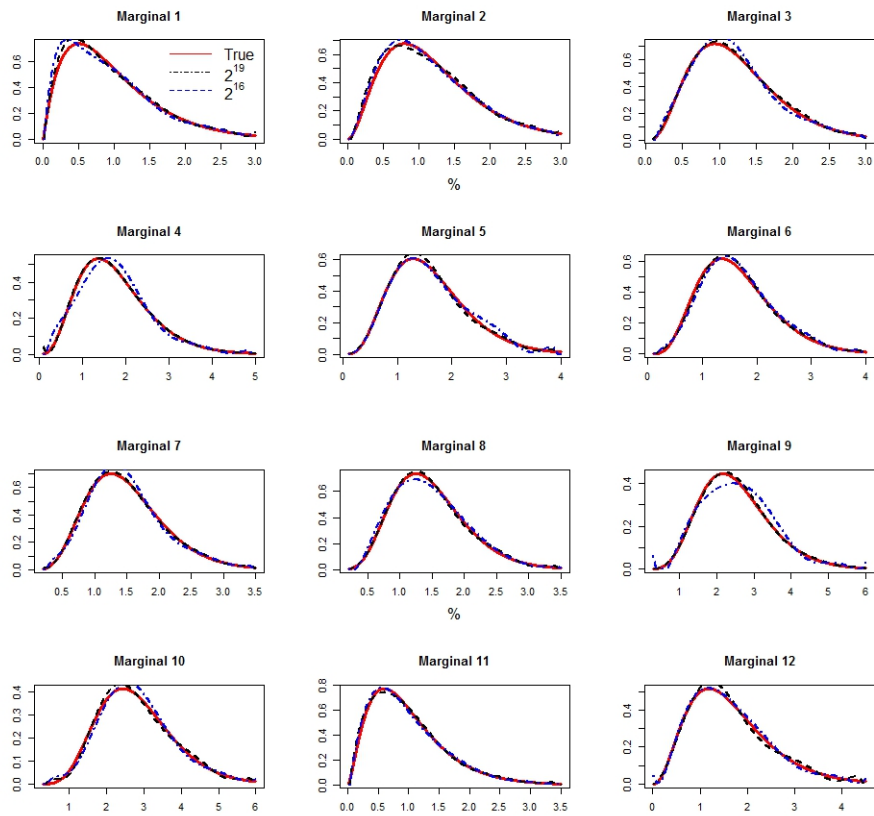 Marginal 1
Marginal 2
Marginal 3
0.0 0.2 0.4 0.6
0.0 0.2 0.4 0.6
0.0 0.2 0.4 0.6
True
2^19
2^16
0.0 0.5 1.0 1.5 2.0 2.5 3.0
0.0 0.5 1.0 1.5 2.0 2.5 3.0
0.0 0.5 1.0 1.5 2.0 2.5 3.0
%
Marginal 4
Marginal 5
Marginal 6
0.0 0.2 0.4
0.0 0.2 0.4 0.6
0.0 0.2 0.4 0.6
0 1 2 3 4 5
0 1 2 3 4
0 1 2 3 4
Marginal 7
Marginal 8
Marginal 9
0.0 0.2 0.4 0.6
0.0 0.2 0.4 0.6
0.0 0.2 0.4
0.5 1.0 1.5 2.0 2.5 3.0 3.5
0.5 1.0 1.5 2.0 2.5 3.0 3.5
1 2 3 4 5 6
%
Marginal 10
Marginal 11
Marginal 12
0.0 0.1 0.2 0.3 0.4
0.0 0.2 0.4 0.6 0.8
0.0 0.2 0.4
1 2 3 4 5 6
0.0 0.5 1.0 1.5 2.0 2.5 3.0 3.5
0 1 2 3 4